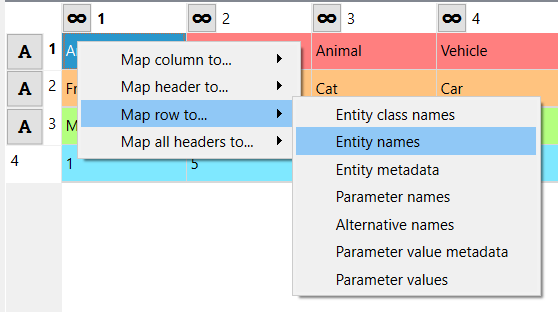 ∞ 1 ∞ 2 ∞ 3 ∞ 4
A 1 Animal Vehicle
A 2 Fr Cat Car
A 3 M
4 1 5
Map column to...
Map header to...
Map row to...
Map all headers to...
Entity class names
Entity names
Entity metadata
Parameter names
Alternative names
Parameter value metadata
Parameter values